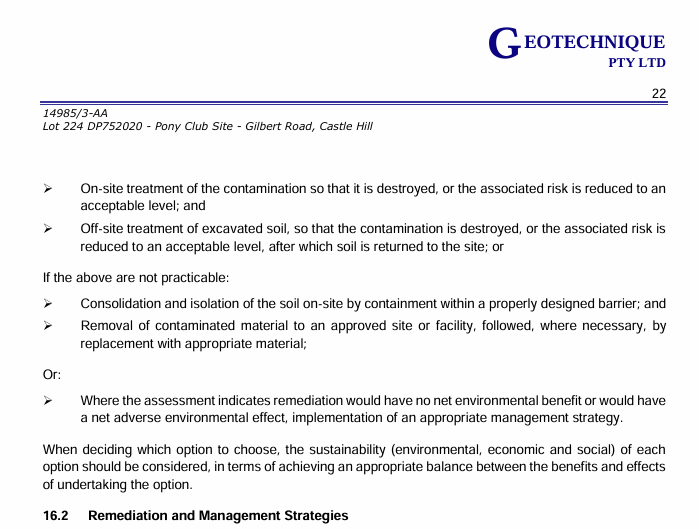 GEOTECHNIQUE
PTY LTD
22
14985/3-AA
Lot 224 DP752020 - Pony Club Site - Gilbert Road, Castle Hill
➢ On-site treatment of the contamination so that it is destroyed, or the associated risk is reduced to an
acceptable level; and
➢ Off-site treatment of excavated soil, so that the contamination is destroyed, or the associated risk is
reduced to an acceptable level, after which soil is returned to the site; or
If the above are not practicable:
➢ Consolidation and isolation of the soil on-site by containment within a properly designed barrier; and
➢ Removal of contaminated material to an approved site or facility, followed, where necessary, by
replacement with appropriate material;
Or:
➢ Where the assessment indicates remediation would have no net environmental benefit or would have
a net adverse environmental effect, implementation of an appropriate management strategy.
When deciding which option to choose, the sustainability (environmental, economic and social) of each
option should be considered, in terms of achieving an appropriate balance between the benefits and effects
of undertaking the option.
16.2 Remediation and Management Strategies